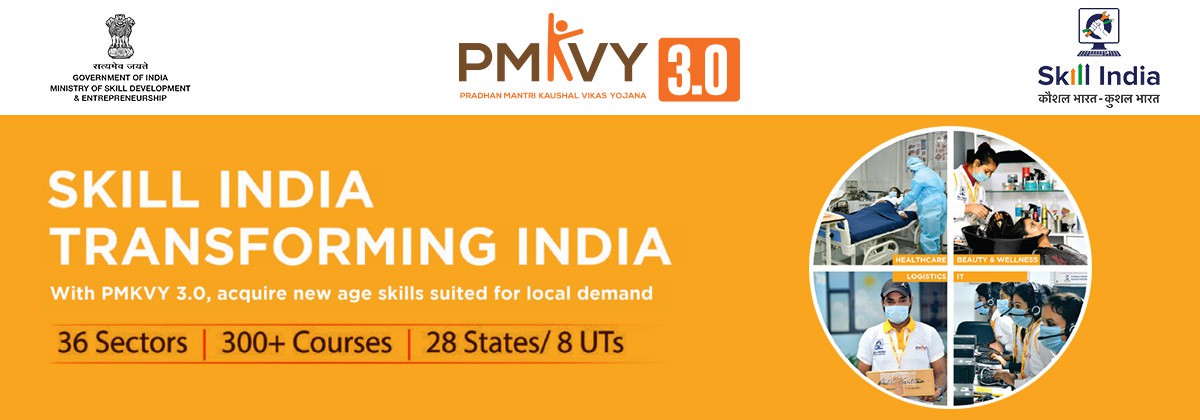 सत्यमेव जयते
GOVERNMENT OF INDIA
MINISTRY OF SKILL DEVELOPMENT
& ENTREPRENEURSHIP
PMKVY 3.0
PRADHAN MANTRI KAUSHAL VIKAS YOJANA
Skill India
कौशल भारत - कुशल भारत
SKILL INDIA
TRANSFORMING INDIA
With PMKVY 3.0, acquire new age skills suited for local demand
36 Sectors | 300+ Courses | 28 States/ 8 UTs
HEALTHCARE
BEAUTY & WELLNESS
LOGISTICS
IT